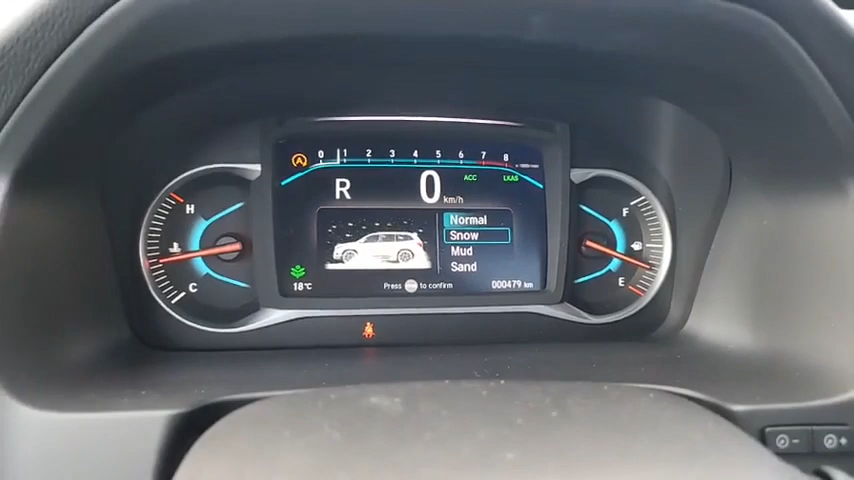 0 1 2 3 4 5 6 7 8
ACC LKAS
R 0 km/h
H
C
F
E
Normal
Snow
Mud
Sand
18°C
Press to confirm
000479 km